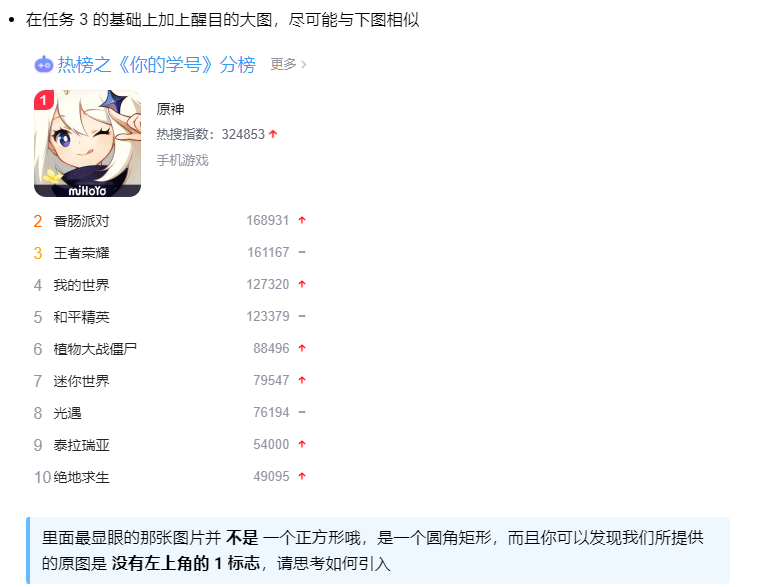 在任务 3 的基础上加上醒目的大图，尽可能与下图相似
热榜之《你的学号》分榜 更多
1
原神
热搜指数：324853
手机游戏
miHoYo
2 香肠派对 168931
3 王者荣耀 161167
4 我的世界 127320
5 和平精英 123379
6 植物大战僵尸 88496
7 迷你世界 79547
8 光遇 76194
9 泰拉瑞亚 54000
10 绝地求生 49095
里面最显眼的那张图片并 不是 一个正方形哦，是一个圆角矩形，而且你可以发现我们所提供
的原图是 没有左上角的 1 标志，请思考如何引入